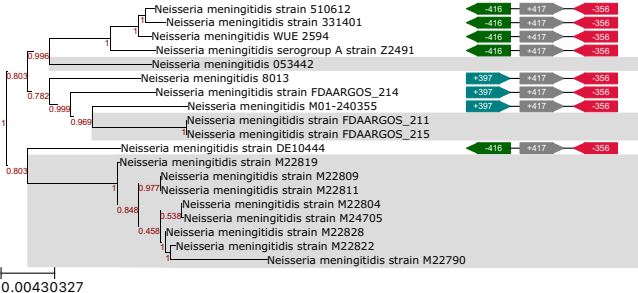 Neisseria meningitidis strain 510612 -416 +417 -356
1
Neisseria meningitidis strain 331401 -416 +417 -356
1
Neisseria meningitidis WUE 2594 -416 +417 -356
Neisseria meningitidis serogroup A strain Z2491 -416 +417 -356
0.996
Neisseria meningitidis 053442
0.803
Neisseria meningitidis 8013 +397 -356
0.782
Neisseria meningitidis strain FDAARGOS_214 +397 -356
0.999
Neisseria meningitidis M01-240355 +397 -356
0.969
Neisseria meningitidis strain FDAARGOS_211
1
1
Neisseria meningitidis strain FDAARGOS_215
Neisseria meningitidis strain DE10444 -416 +417 -356
0.803
Neisseria meningitidis strain M22819
Neisseria meningitidis strain M22809
1
0.977
Neisseria meningitidis strain M22811
Neisseria meningitidis strain M22804
0.848
0.538
Neisseria meningitidis strain M24705
0.458
Neisseria meningitidis strain M22828
1
Neisseria meningitidis strain M22822
1
Neisseria meningitidis strain M22790
0.00430327